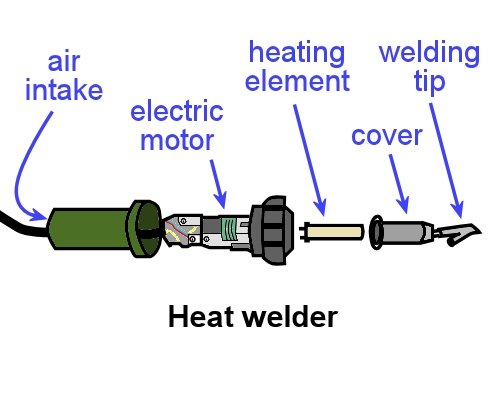 air
intake
electric
motor
heating
element
cover
welding
tip
Heat welder